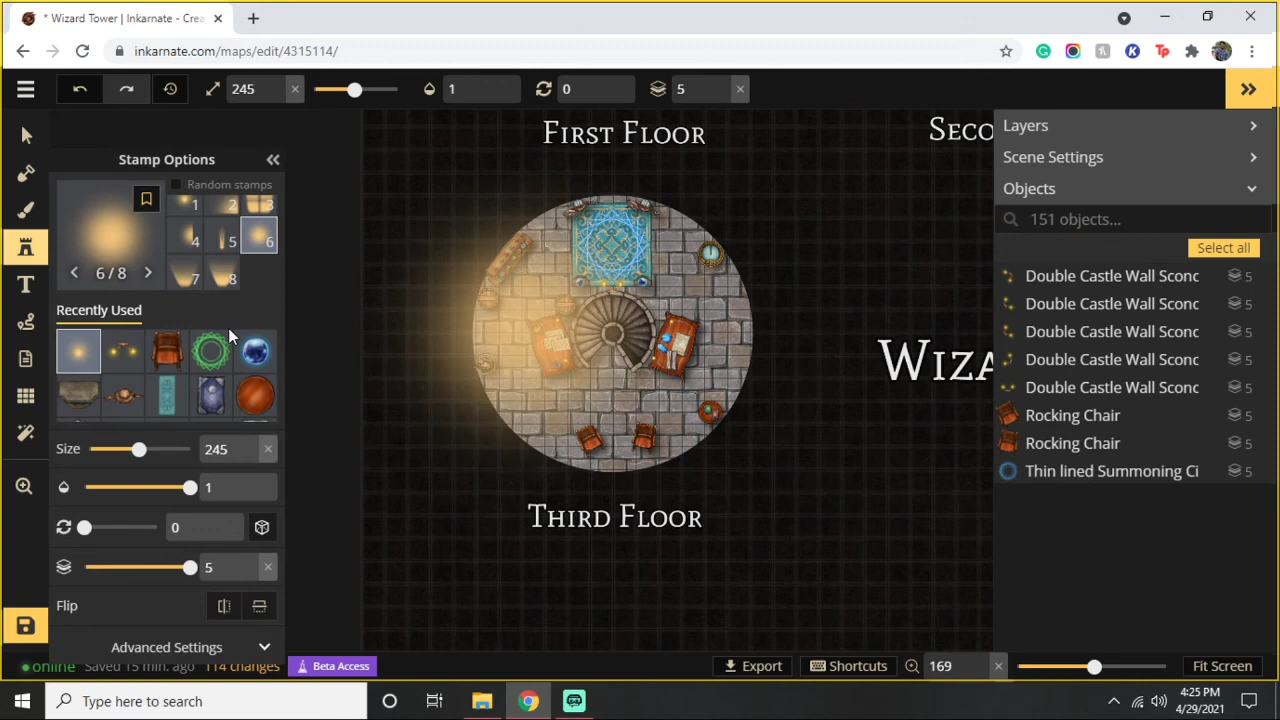 * Wizard Tower | Inkarnate - Crea
inkarnate.com/maps/edit/4315114/
245
1
0
5
Stamp Options
Random stamps
1
2
3
4
5
6
7
8
6 / 8
Recently Used
Size
245
1
0
5
Flip
Advanced Settings
online
Saved 15 min. ago
114 changes
Beta Access
First Floor
Seco
Wiza
Third Floor
Layers
Scene Settings
Objects
151 objects...
Select all
Double Castle Wall Sconc 5
Double Castle Wall Sconc 5
Double Castle Wall Sconc 5
Double Castle Wall Sconc 5
Double Castle Wall Sconc 5
Rocking Chair 5
Rocking Chair 5
Thin lined Summoning Ci 5
Export
Shortcuts
169
Fit Screen
Type here to search
4:25 PM
4/29/2021